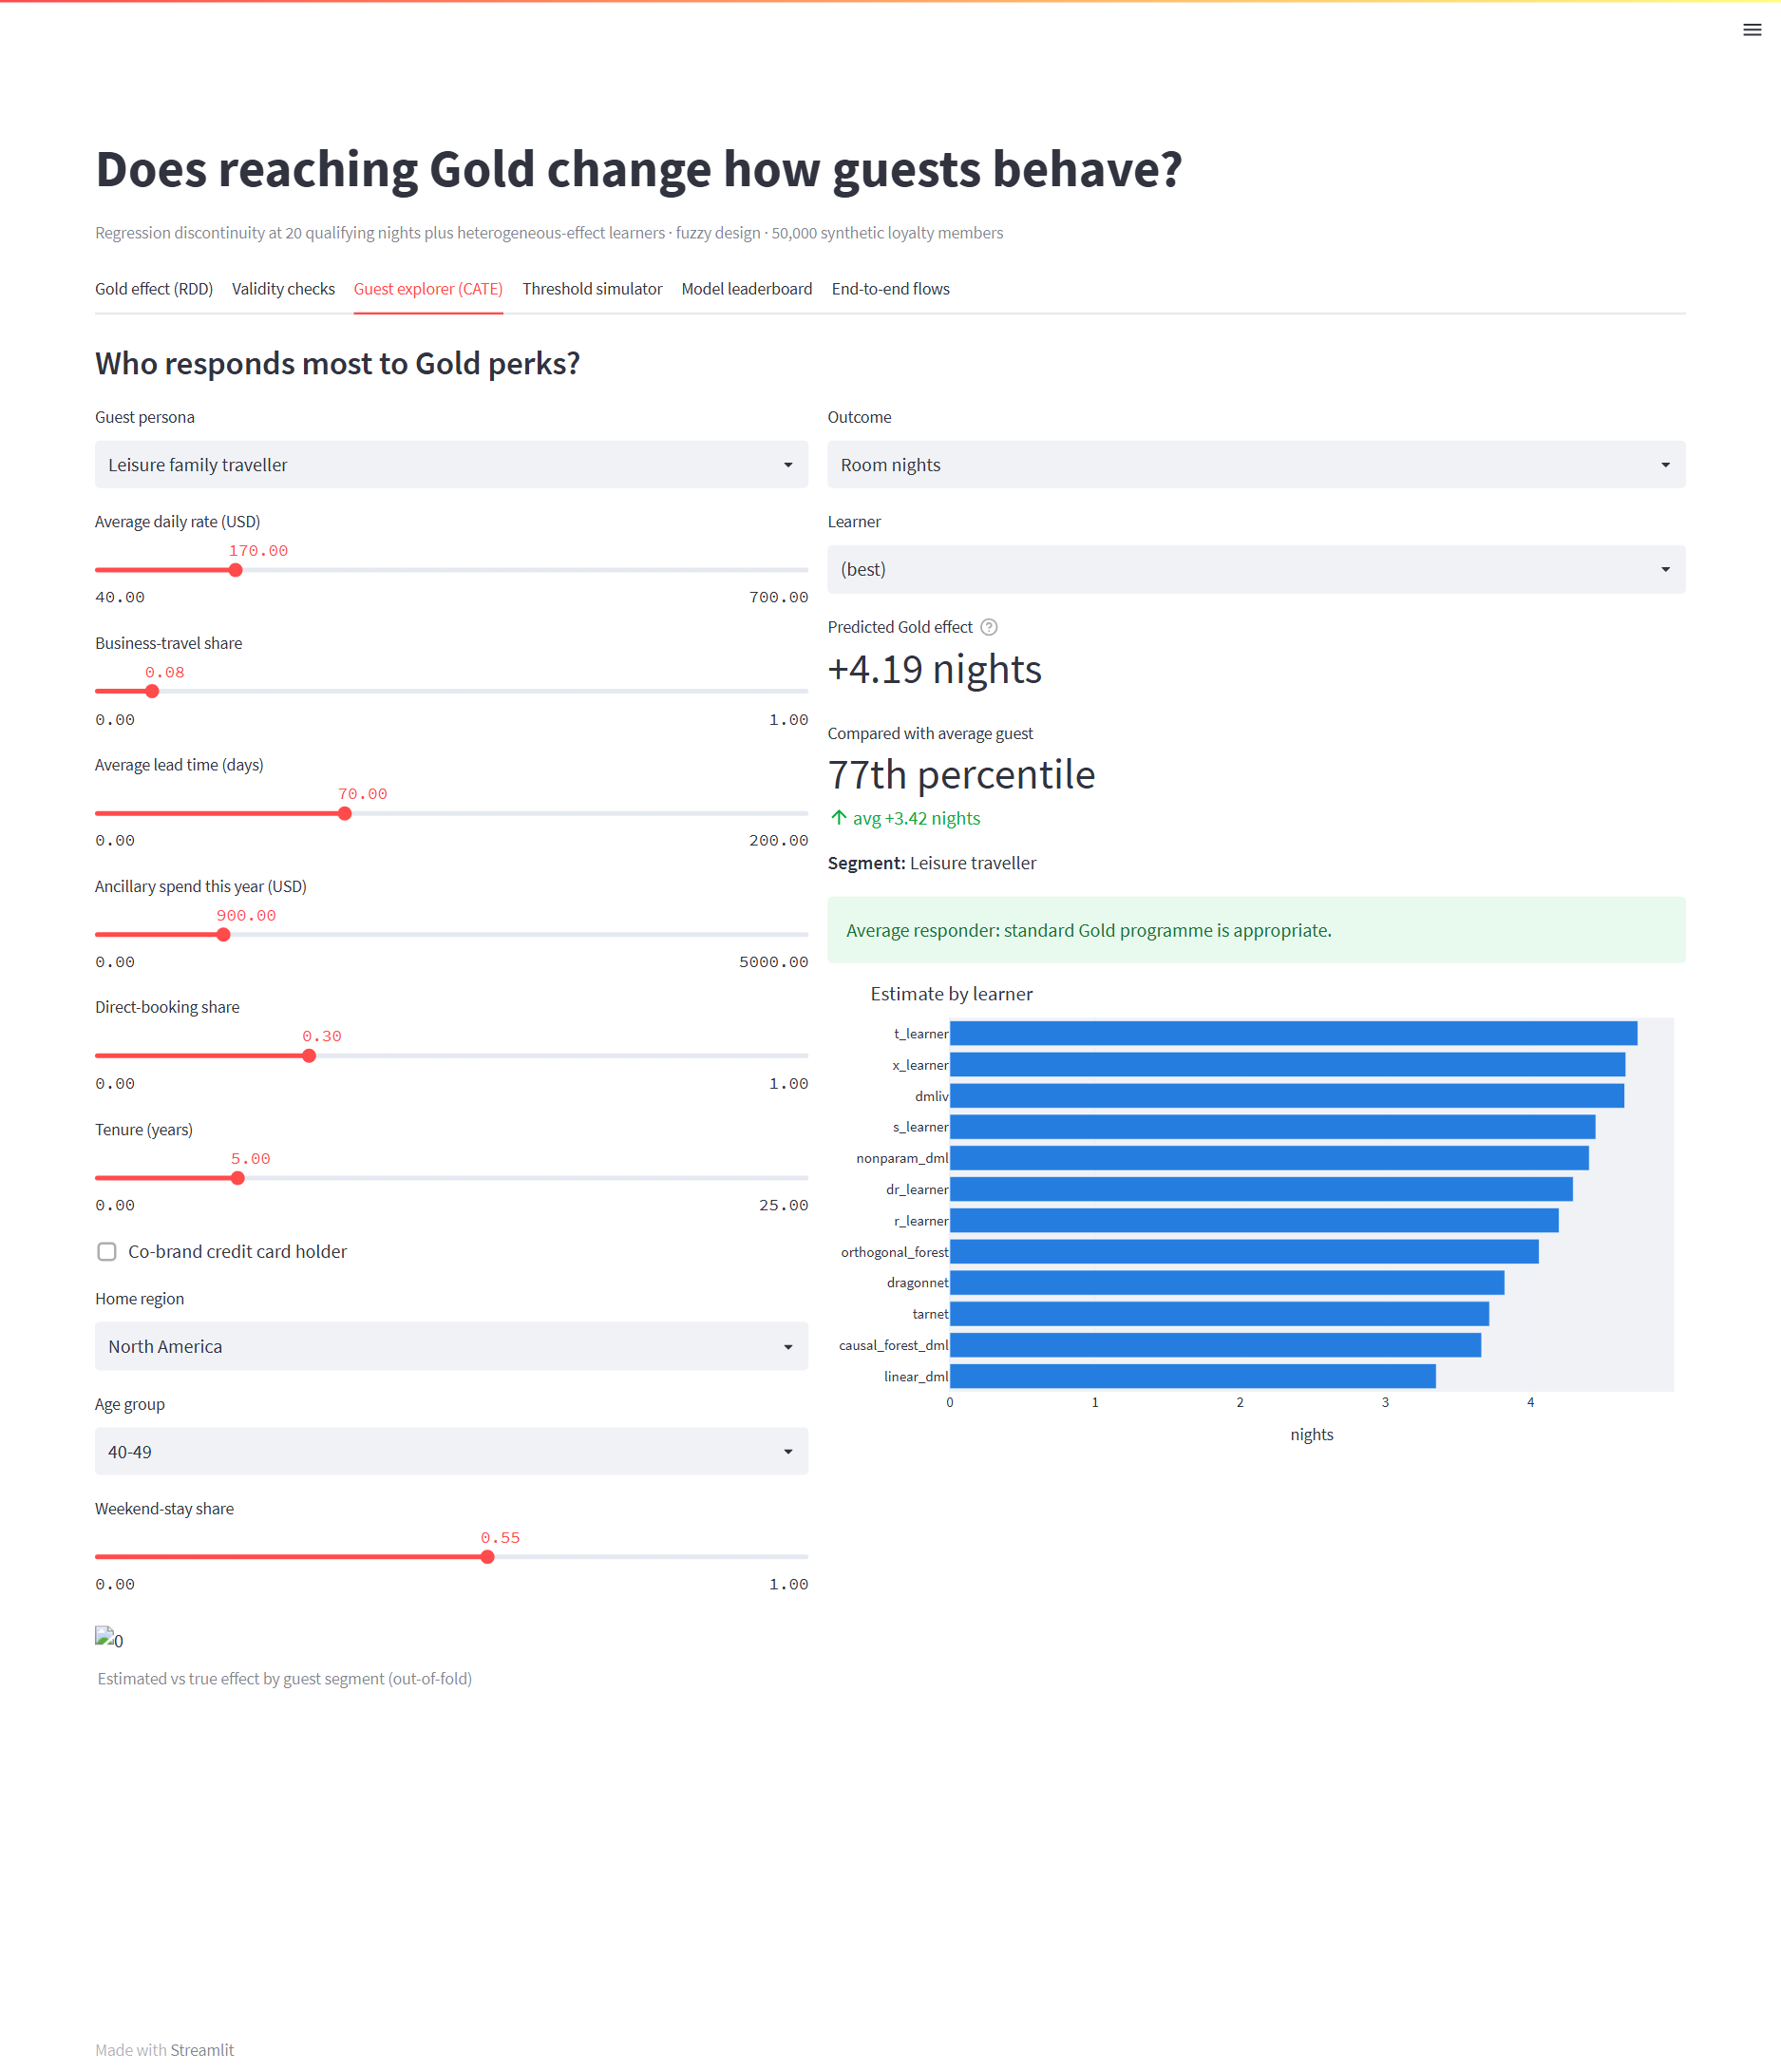 Does reaching Gold change how guests behave?
Regression discontinuity at 20 qualifying nights plus heterogeneous-effect learners · fuzzy design · 50,000 synthetic loyalty members
Gold effect (RDD) Validity checks Guest explorer (CATE) Threshold simulator Model leaderboard End-to-end flows
Who responds most to Gold perks?
Guest persona
Leisure family traveller
Average daily rate (USD)
170.00
40.00 700.00
Business-travel share
0.08
0.00 1.00
Average lead time (days)
70.00
0.00 200.00
Ancillary spend this year (USD)
900.00
0.00 5000.00
Direct-booking share
0.30
0.00 1.00
Tenure (years)
5.00
0.00 25.00
Co-brand credit card holder
Home region
North America
Age group
40-49
Weekend-stay share
0.55
0.00 1.00
0
Estimated vs true effect by guest segment (out-of-fold)
Outcome
Room nights
Learner
(best)
Predicted Gold effect ?
+4.19 nights
Compared with average guest
77th percentile
avg +3.42 nights
Segment: Leisure traveller
Average responder: standard Gold programme is appropriate.
Estimate by learner
t_learner
x_learner
dmliv
s_learner
nonparam_dml
dr_learner
r_learner
orthogonal_forest
dragonnet
tarnet
causal_forest_dml
linear_dml
0 1 2 3 4
nights
Made with Streamlit